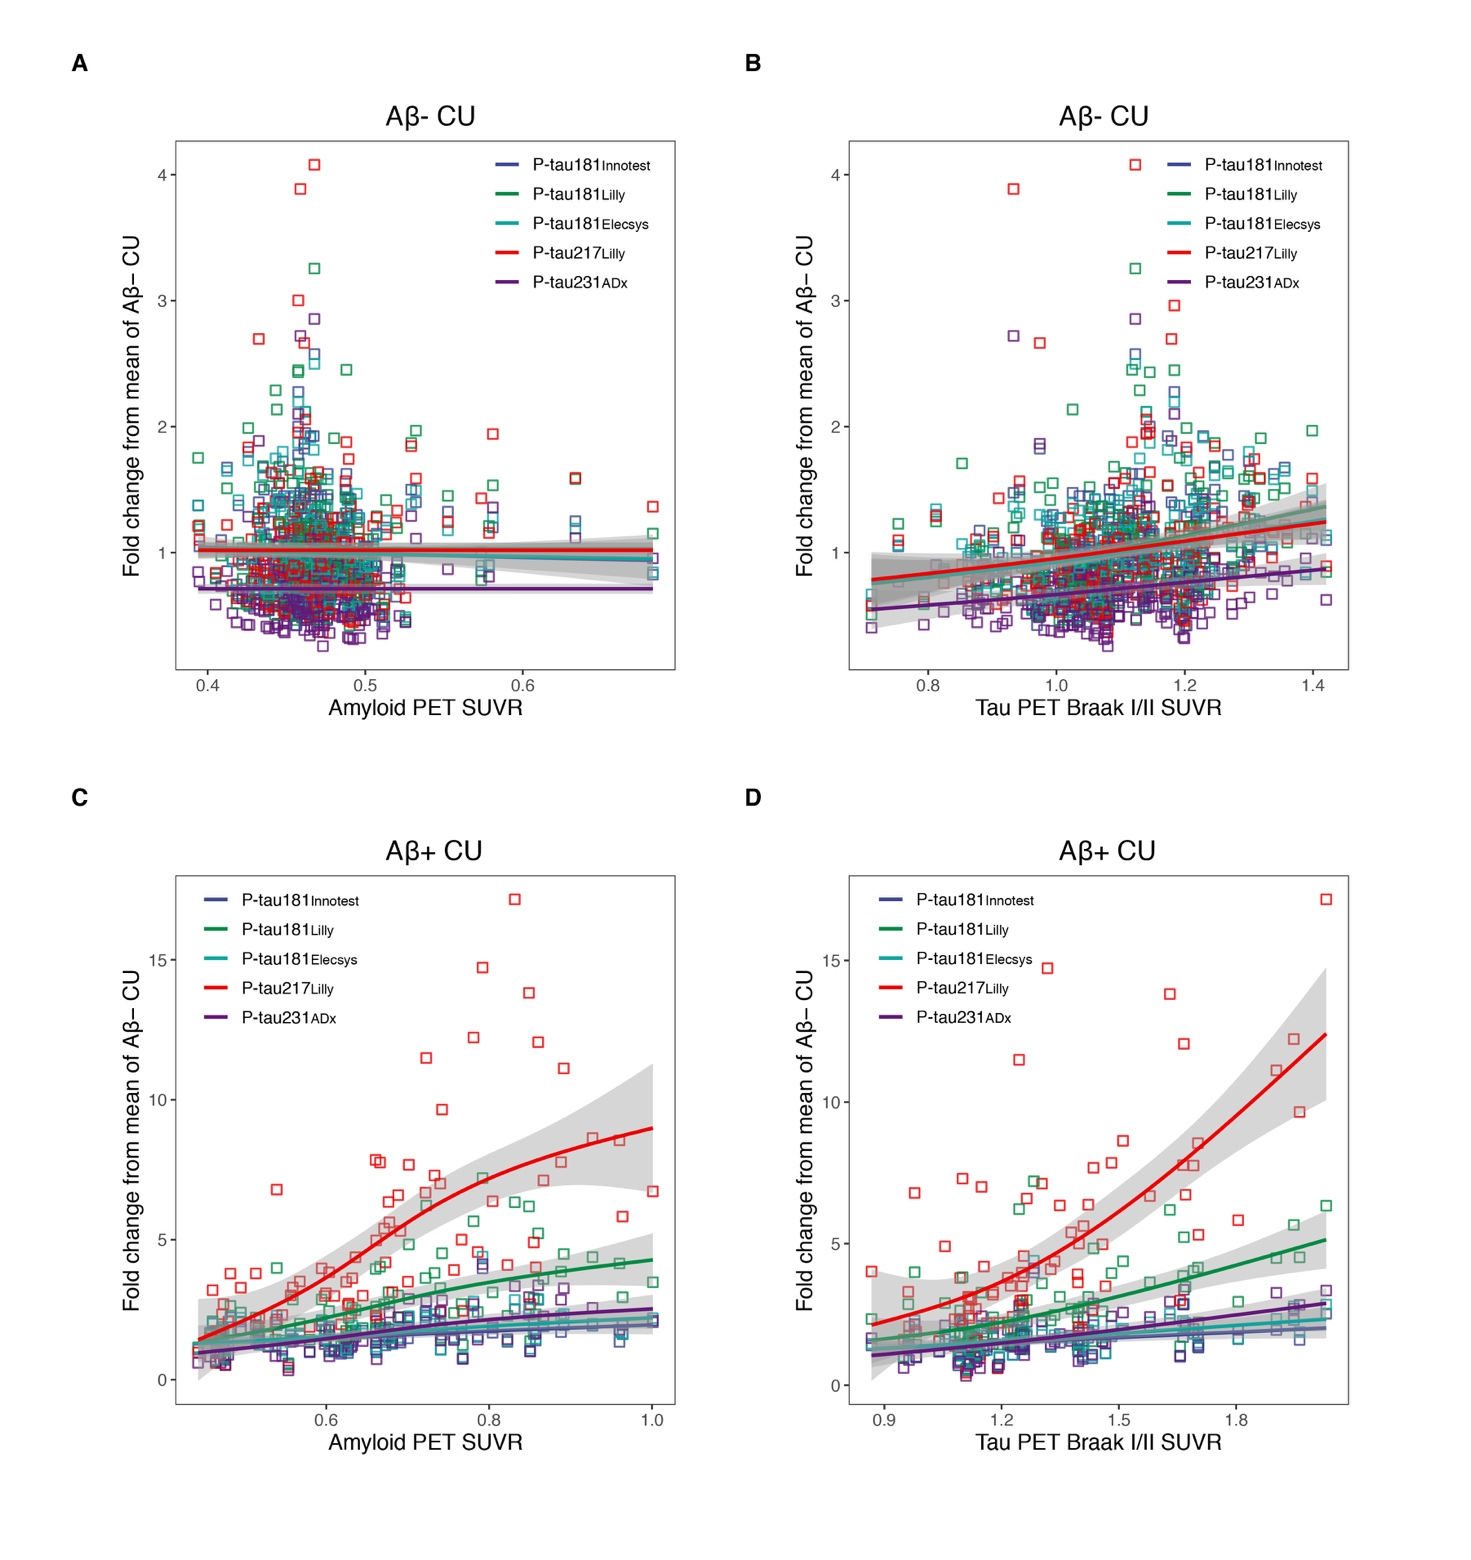 A
Aβ- CU
P-tau181Innotest
P-tau181Lilly
P-tau181Elecsys
P-tau217Lilly
P-tau231ADx
4
3
2
1
Fold change from mean of Aβ− CU
0.4 0.5 0.6
Amyloid PET SUVR
B
Aβ- CU
P-tau181Innotest
P-tau181Lilly
P-tau181Elecsys
P-tau217Lilly
P-tau231ADx
4
3
2
1
Fold change from mean of Aβ− CU
0.8 1.0 1.2 1.4
Tau PET Braak I/II SUVR
C
Aβ+ CU
P-tau181Innotest
P-tau181Lilly
P-tau181Elecsys
P-tau217Lilly
P-tau231ADx
15
10
5
0
Fold change from mean of Aβ− CU
0.6 0.8 1.0
Amyloid PET SUVR
D
Aβ+ CU
P-tau181Innotest
P-tau181Lilly
P-tau181Elecsys
P-tau217Lilly
P-tau231ADx
15
10
5
0
Fold change from mean of Aβ− CU
0.9 1.2 1.5 1.8
Tau PET Braak I/II SUVR